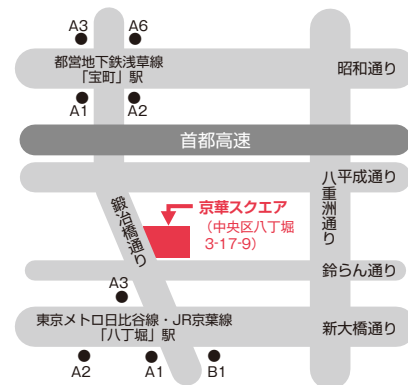 A3
A6
都営地下鉄浅草線
「宝町」駅
昭和通り
A1
A2
首都高速
平成通り
八重洲通り
鍛冶橋通り
京華スクエア
(中央区八丁堀
3-17-9)
鈴らん通り
A3
東京メトロ日比谷線・JR京葉線
「八丁堀」駅
新大橋通り
A2
A1
B1